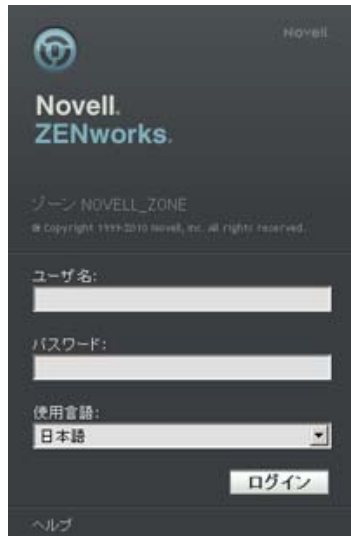 Novell
Novell.
ZENworks.
ゾーン NOVELL_ZONE
© Copyright 1999-2010 Novell, Inc. All rights reserved.
ユーザ名:
パスワード:
使用言語:
日本語
ログイン
ヘルプ